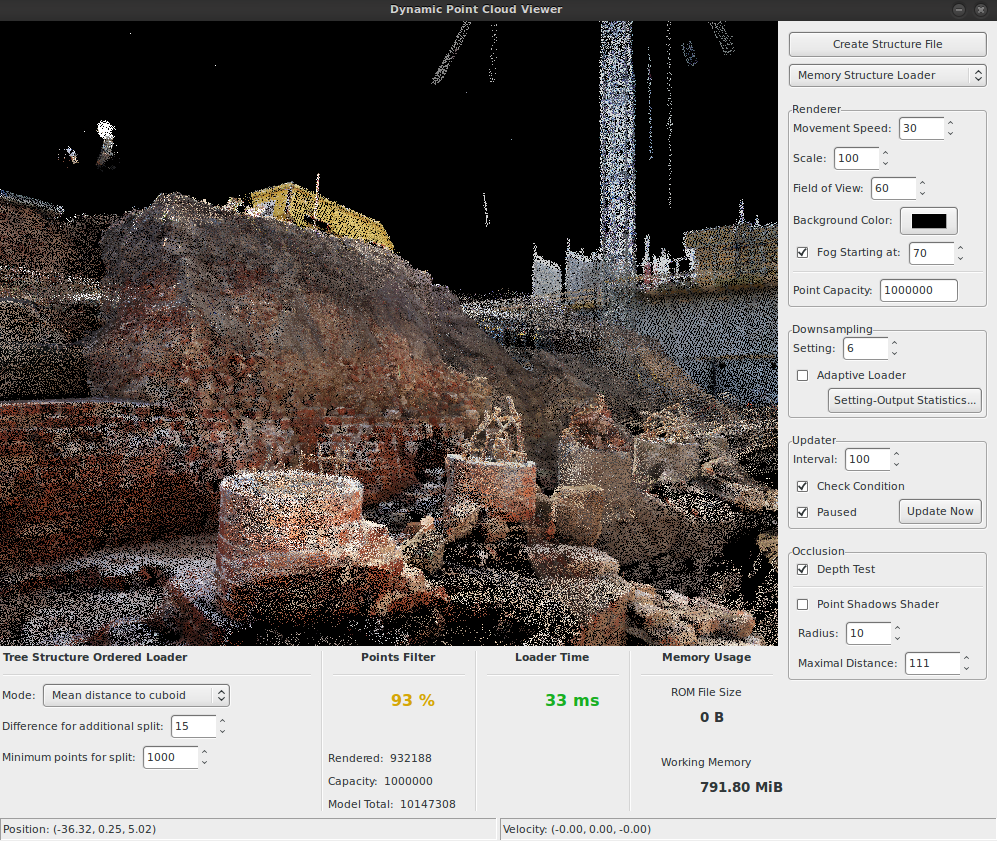 Dynamic Point Cloud Viewer
Create Structure File
Memory Structure Loader
Renderer
Movement Speed: 30
Scale: 100
Field of View: 60
Background Color:
Fog Starting at: 70
Point Capacity: 1000000
Downsampling
Setting: 6
Adaptive Loader
Setting-Output Statistics...
Updater
Interval: 100
Check Condition
Paused Update Now
Occlusion
Depth Test
Point Shadows Shader
Radius: 10
Maximal Distance: 111
Tree Structure Ordered Loader
Mode: Mean distance to cuboid
Difference for additional split: 15
Minimum points for split: 1000
Points Filter
93 %
Rendered: 932188
Capacity: 1000000
Model Total: 10147308
Loader Time
33 ms
Memory Usage
ROM File Size
0 B
Working Memory
791.80 MiB
Position: (-36.32, 0.25, 5.02)
Velocity: (-0.00, 0.00, -0.00)